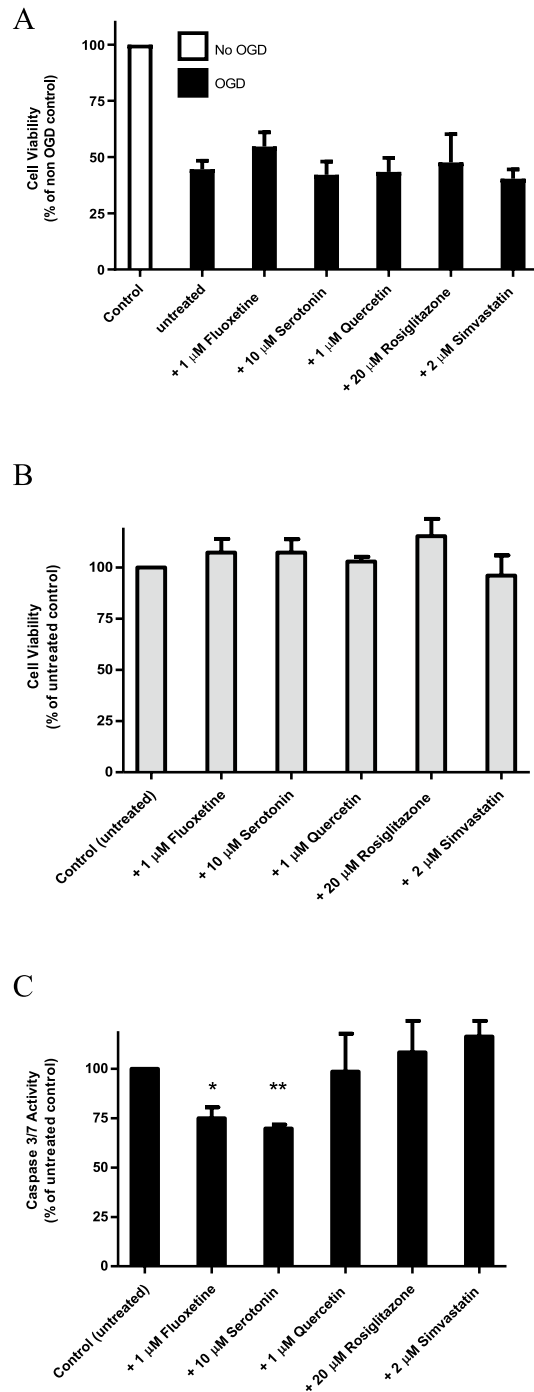 A
No OGD
OGD
Cell Viability
(% of non OGD control)
100
75
50
25
0
Control
untreated
+ 1 μM Fluoxetine
+ 10 μM Serotonin
+ 1 μM Quercetin
+ 20 μM Rosiglitazone
+ 2 μM Simvastatin
B
Cell Viability
(% of untreated control)
100
75
50
25
0
Control (untreated)
+ 1 μM Fluoxetine
+ 10 μM Serotonin
+ 1 μM Quercetin
+ 20 μM Rosiglitazone
+ 2 μM Simvastatin
C
Caspase 3/7 Activity
(% of untreated control)
100
75
50
25
0
*
**
Control (untreated)
+ 1 μM Fluoxetine
+ 10 μM Serotonin
+ 1 μM Quercetin
+ 20 μM Rosiglitazone
+ 2 μM Simvastatin